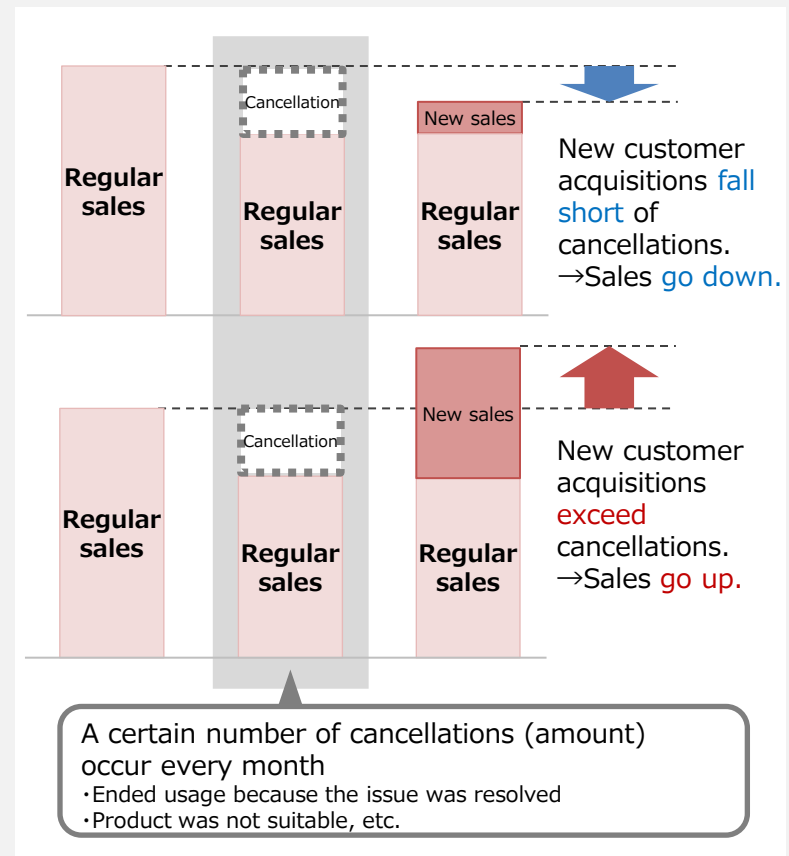 Cancellation
New sales
Regular
sales
Regular
sales
Regular
sales
New customer
acquisitions fall
short of
cancellations.
→Sales go down.
Cancellation
New sales
Regular
sales
Regular
sales
Regular
sales
New customer
acquisitions
exceed
cancellations.
→Sales go up.
A certain number of cancellations (amount)
occur every month
・Ended usage because the issue was resolved
・Product was not suitable, etc.